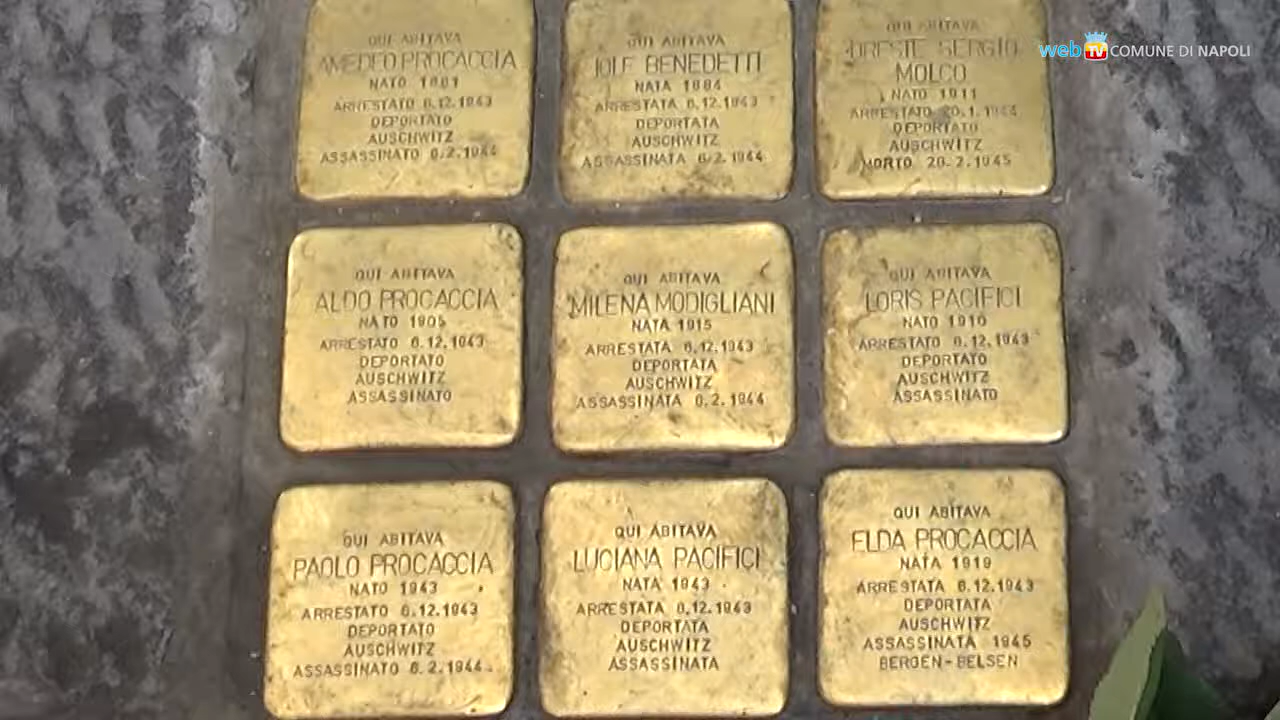 QUI ABITAVA
AMEDEO PROCACCIA
NATO 1881
ARRESTATO 6.12.1943
DEPORTATO
AUSCHWITZ
ASSASSINATO 6.2.1944
QUI ABITAVA
IOLE BENEDETTI
NATA 1884
ARRESTATA 6.12.1943
DEPORTATA
AUSCHWITZ
ASSASSINATA 6.2.1944
QUI ABITAVA
ORESTE SERGIO
MOLCO
NATO 1911
ARRESTATO 20.1.1944
DEPORTATO
AUSCHWITZ
MORTO 20.2.1945
webTV COMUNE DI NAPOLI
QUI ABITAVA
ALDO PROCACCIA
NATO 1905
ARRESTATO 6.12.1943
DEPORTATO
AUSCHWITZ
ASSASSINATO
QUI ABITAVA
MILENA MODIGLIANI
NATA 1915
ARRESTATA 6.12.1943
DEPORTATA
AUSCHWITZ
ASSASSINATA 6.2.1944
QUI ABITAVA
LORIS PACIFICI
NATO 1910
ARRESTATO 6.12.1943
DEPORTATO
AUSCHWITZ
ASSASSINATO
QUI ABITAVA
PAOLO PROCACCIA
NATO 1943
ARRESTATO 6.12.1943
DEPORTATO
AUSCHWITZ
ASSASSINATO 6.2.1944
QUI ABITAVA
LUCIANA PACIFICI
NATA 1943
ARRESTATA 6.12.1943
DEPORTATA
AUSCHWITZ
ASSASSINATA
QUI ABITAVA
ELDA PROCACCIA
NATA 1919
ARRESTATA 6.12.1943
DEPORTATA
AUSCHWITZ
ASSASSINATA 1945
BERGEN-BELSEN